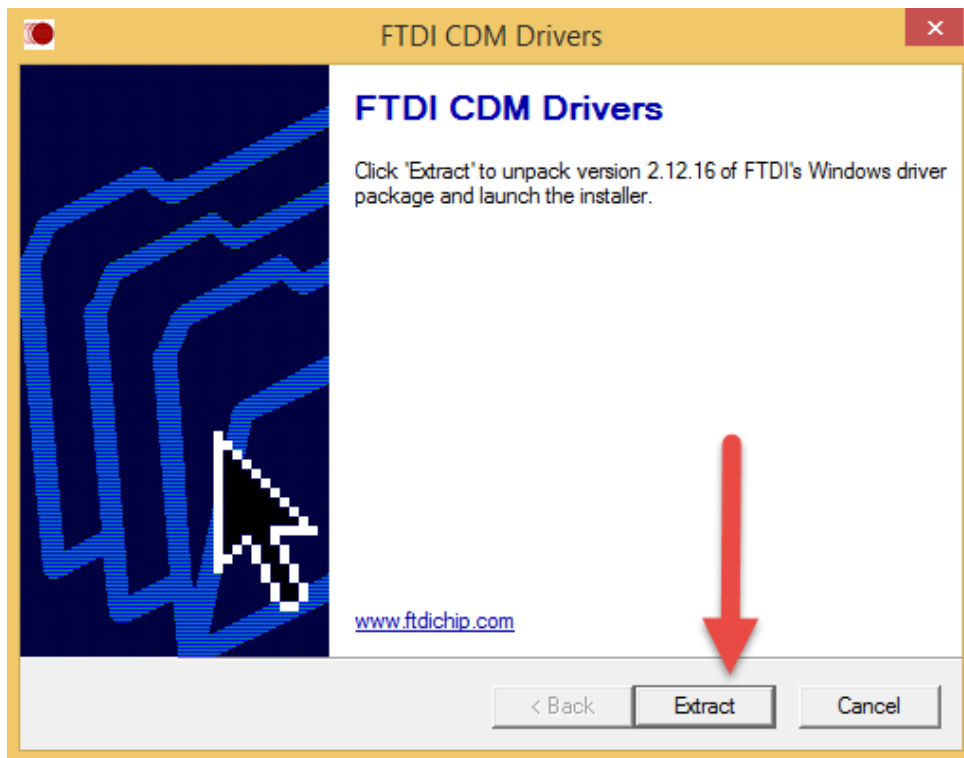 FTDI CDM Drivers
FTDI CDM Drivers
Click 'Extract' to unpack version 2.12.16 of FTDI's Windows driver
package and launch the installer.
www.ftdichip.com
< Back Extract Cancel